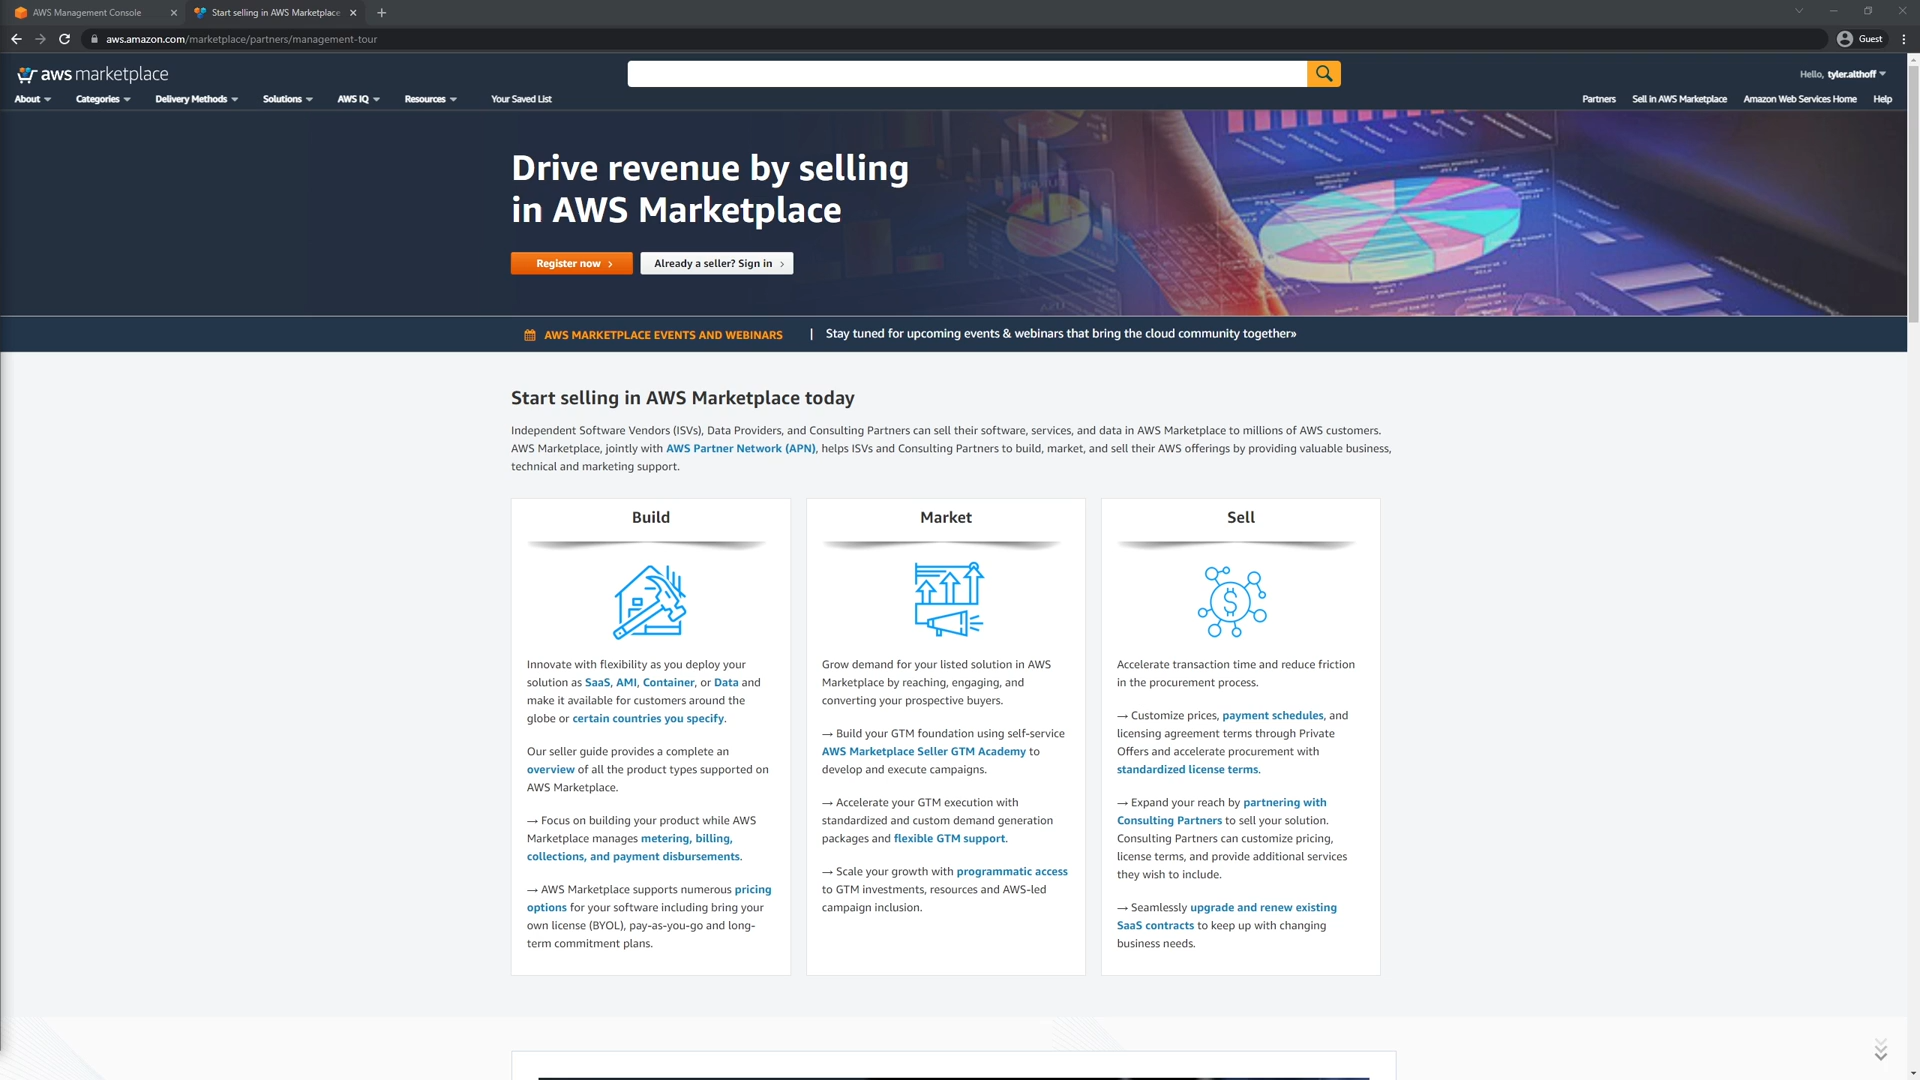 AWS Management Console
Start selling in AWS Marketplace
aws.amazon.com/marketplace/partners/management-tour
Guest
aws marketplace
Hello, tyler.althoff
About
Categories
Delivery Methods
Solutions
AWS IQ
Resources
Your Saved List
Partners
Sell in AWS Marketplace
Amazon Web Services Home
Help
Drive revenue by selling
in AWS Marketplace
Register now
Already a seller? Sign in
AWS MARKETPLACE EVENTS AND WEBINARS | Stay tuned for upcoming events & webinars that bring the cloud community together»
Start selling in AWS Marketplace today
Independent Software Vendors (ISVs), Data Providers, and Consulting Partners can sell their software, services, and data in AWS Marketplace to millions of AWS customers.
AWS Marketplace, jointly with AWS Partner Network (APN), helps ISVs and Consulting Partners to build, market, and sell their AWS offerings by providing valuable business,
technical and marketing support.
Build
Innovate with flexibility as you deploy your
solution as SaaS, AMI, Container, or Data and
make it available for customers around the
globe or certain countries you specify.
Our seller guide provides a complete an
overview of all the product types supported on
AWS Marketplace.
→ Focus on building your product while AWS
Marketplace manages metering, billing,
collections, and payment disbursements.
→ AWS Marketplace supports numerous pricing
options for your software including bring your
own license (BYOL), pay-as-you-go and long-
term commitment plans.
Market
Grow demand for your listed solution in AWS
Marketplace by reaching, engaging, and
converting your prospective buyers.
→ Build your GTM foundation using self-service
AWS Marketplace Seller GTM Academy to
develop and execute campaigns.
→ Accelerate your GTM execution with
standardized and custom demand generation
packages and flexible GTM support.
→ Scale your growth with programmatic access
to GTM investments, resources and AWS-led
campaign inclusion.
Sell
$
Accelerate transaction time and reduce friction
in the procurement process.
→ Customize prices, payment schedules, and
licensing agreement terms through Private
Offers and accelerate procurement with
standardized license terms.
→ Expand your reach by partnering with
Consulting Partners to sell your solution.
Consulting Partners can customize pricing,
license terms, and provide additional services
they wish to include.
→ Seamlessly upgrade and renew existing
SaaS contracts to keep up with changing
business needs.